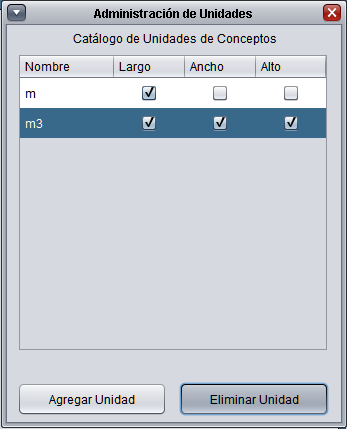 Administración de Unidades
Catálogo de Unidades de Conceptos
Nombre Largo Ancho Alto
m
m3
Agregar Unidad Eliminar Unidad